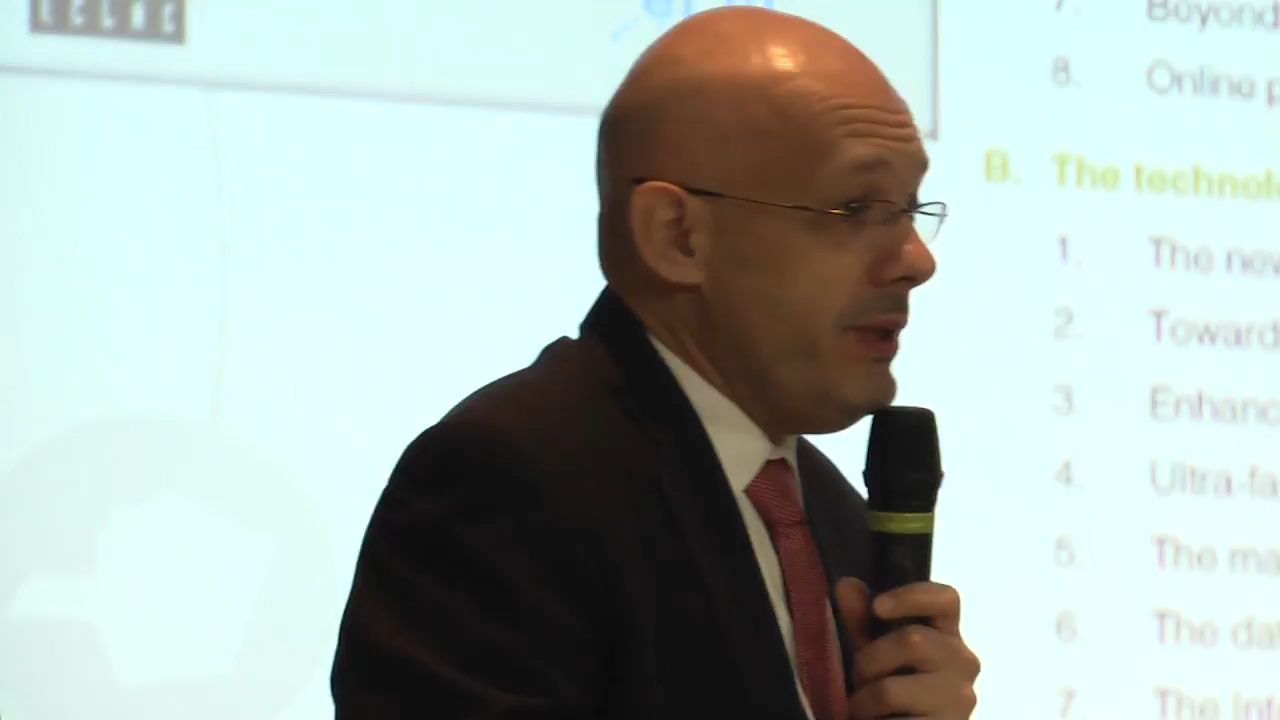 7. Beyond
8. Online p
B. The technol
1. The new
2. Toward
3. Enhanc
4. Ultra-fa
5. The ma
6. The da
7. The Int